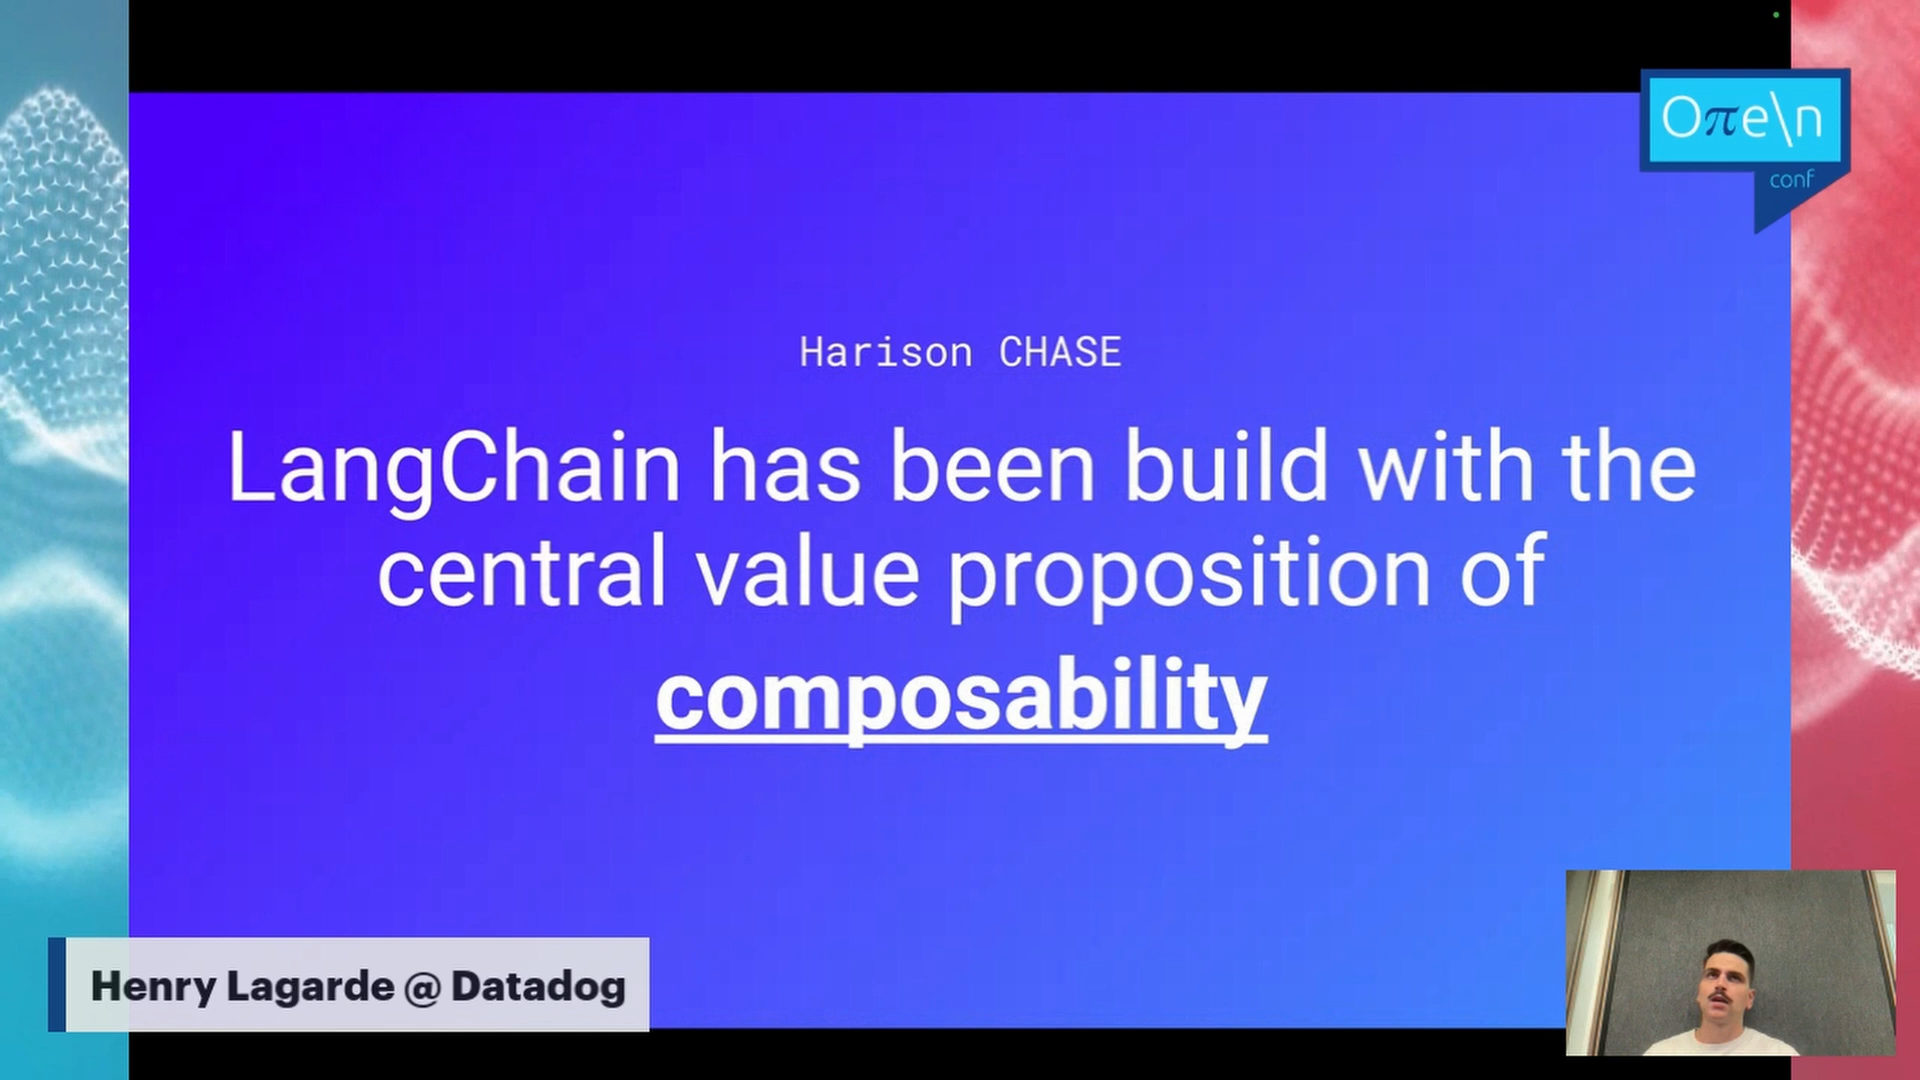 Oπe\n
conf
Harison CHASE
LangChain has been build with the
central value proposition of
composability
Henry Lagarde @ Datadog